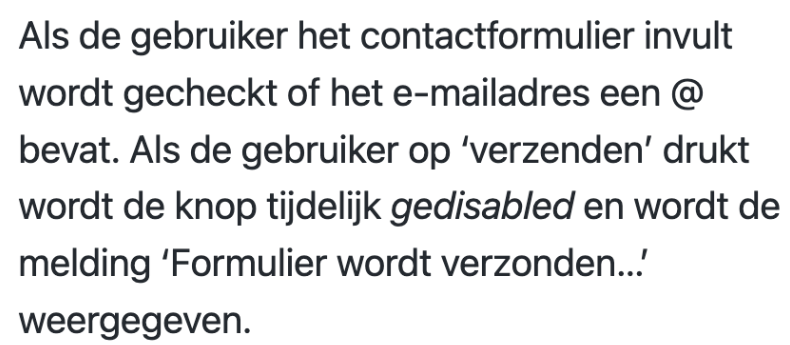 Als de gebruiker het contactformulier invult
wordt gecheckt of het e-mailadres een @
bevat. Als de gebruiker op ‘verzenden’ drukt
wordt de knop tijdelijk gedisabled en wordt de
melding ‘Formulier wordt verzonden...’
weergegeven.